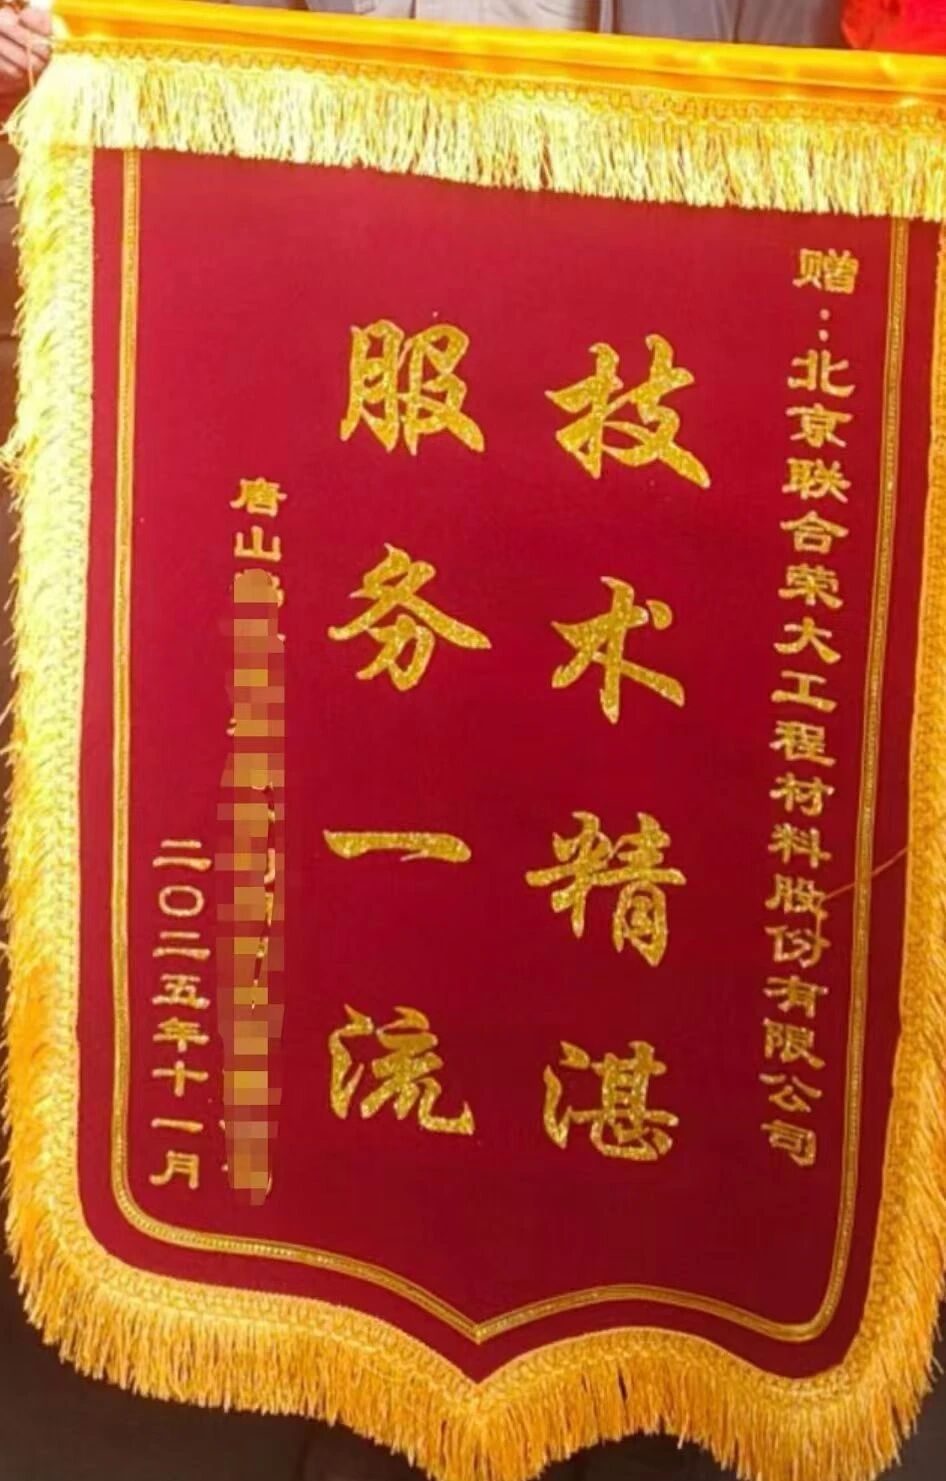 赠：北京联合荣大工程材料股份有限公司
技术精湛
服务一流
唐山
二〇二五年十一月